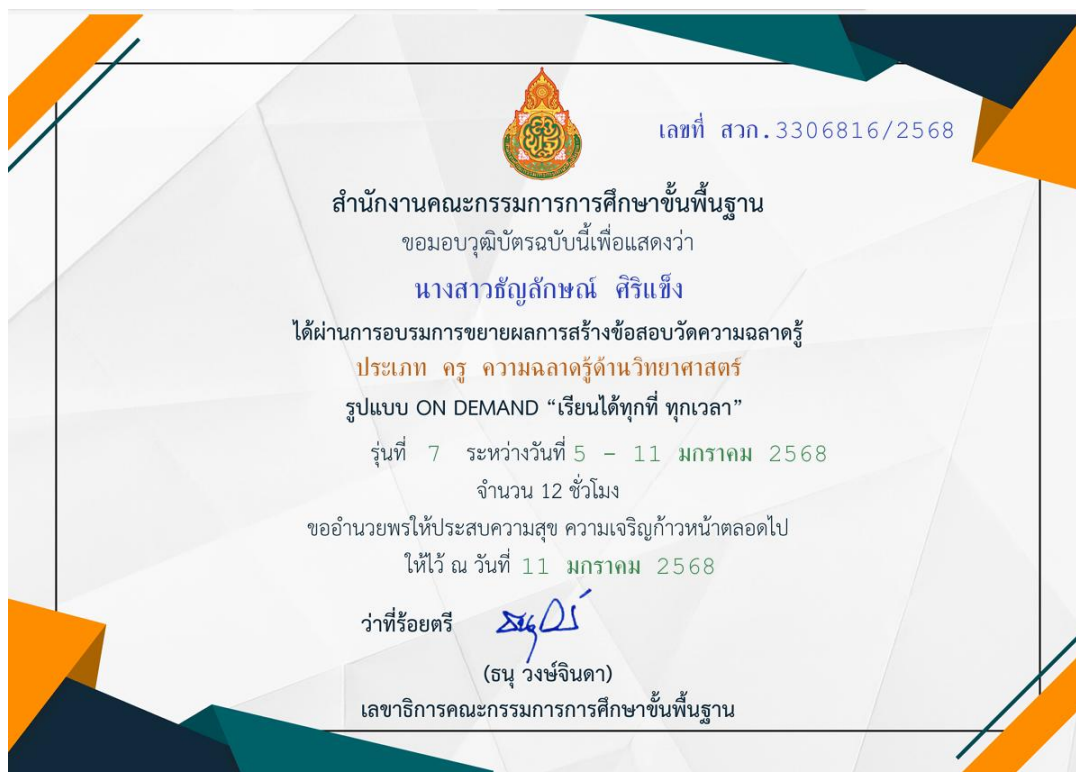 เลขที่ สวก.3306816/2568
สำนักงานคณะกรรมการการศึกษาขั้นพื้นฐาน
ขอมอบวุฒิบัตรฉบับนี้เพื่อแสดงว่า
นางสาวธัญลักษณ์ ศิริแข็ง
ได้ผ่านการอบรมการขยายผลการสร้างข้อสอบวัดความฉลาดรู้
ประเภท ครู ความฉลาดรู้ด้านวิทยาศาสตร์
รูปแบบ ON DEMAND “เรียนได้ทุกที่ ทุกเวลา”
รุ่นที่ 7 ระหว่างวันที่ 5 - 11 มกราคม 2568
จำนวน 12 ชั่วโมง
ขออำนวยพรให้ประสบความสุข ความเจริญก้าวหน้าตลอดไป
ให้ไว้ ณ วันที่ 11 มกราคม 2568
ว่าที่ร้อยตรี
(ธนุ วงษ์จินดา)
เลขาธิการคณะกรรมการการศึกษาขั้นพื้นฐาน